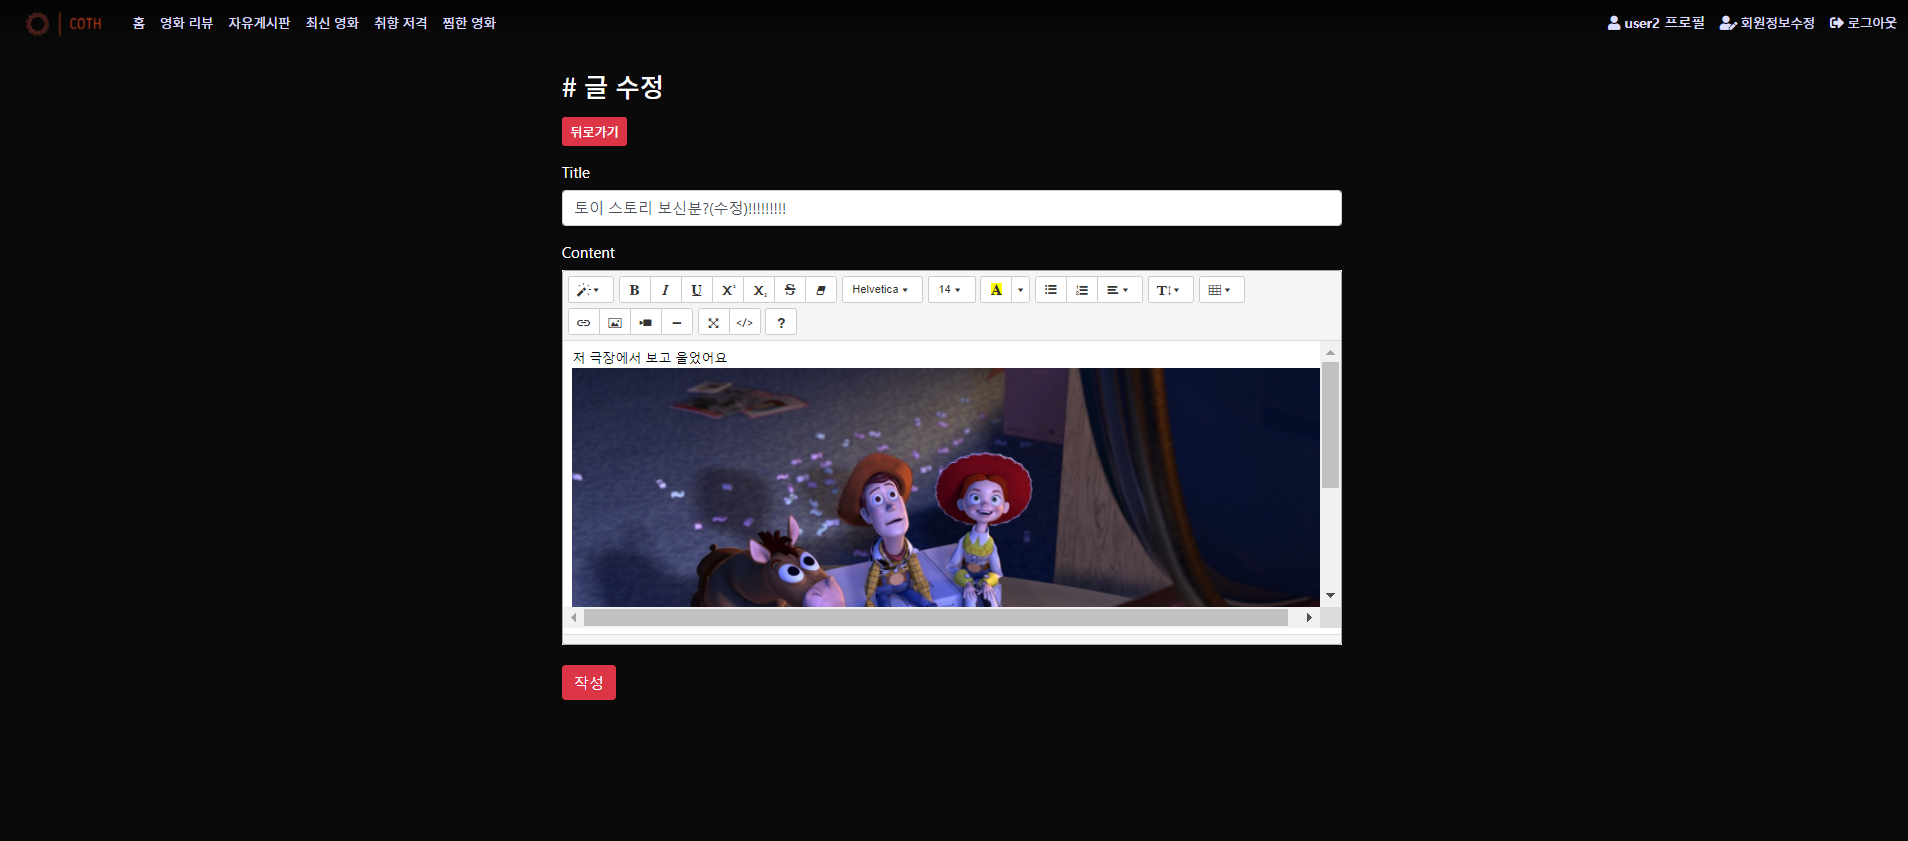 COTH 홈 영화 리뷰 자유게시판 최신 영화 취향 저격 찜한 영화 user2 프로필 회원정보수정 로그아웃
# 글 수정
뒤로가기
Title
토이 스토리 보신분?(수정)!!!!!!!!!
Content
B I U X² X₂ S Helvetica 14 A T
</> ?
저 극장에서 보고 울었어요
작성